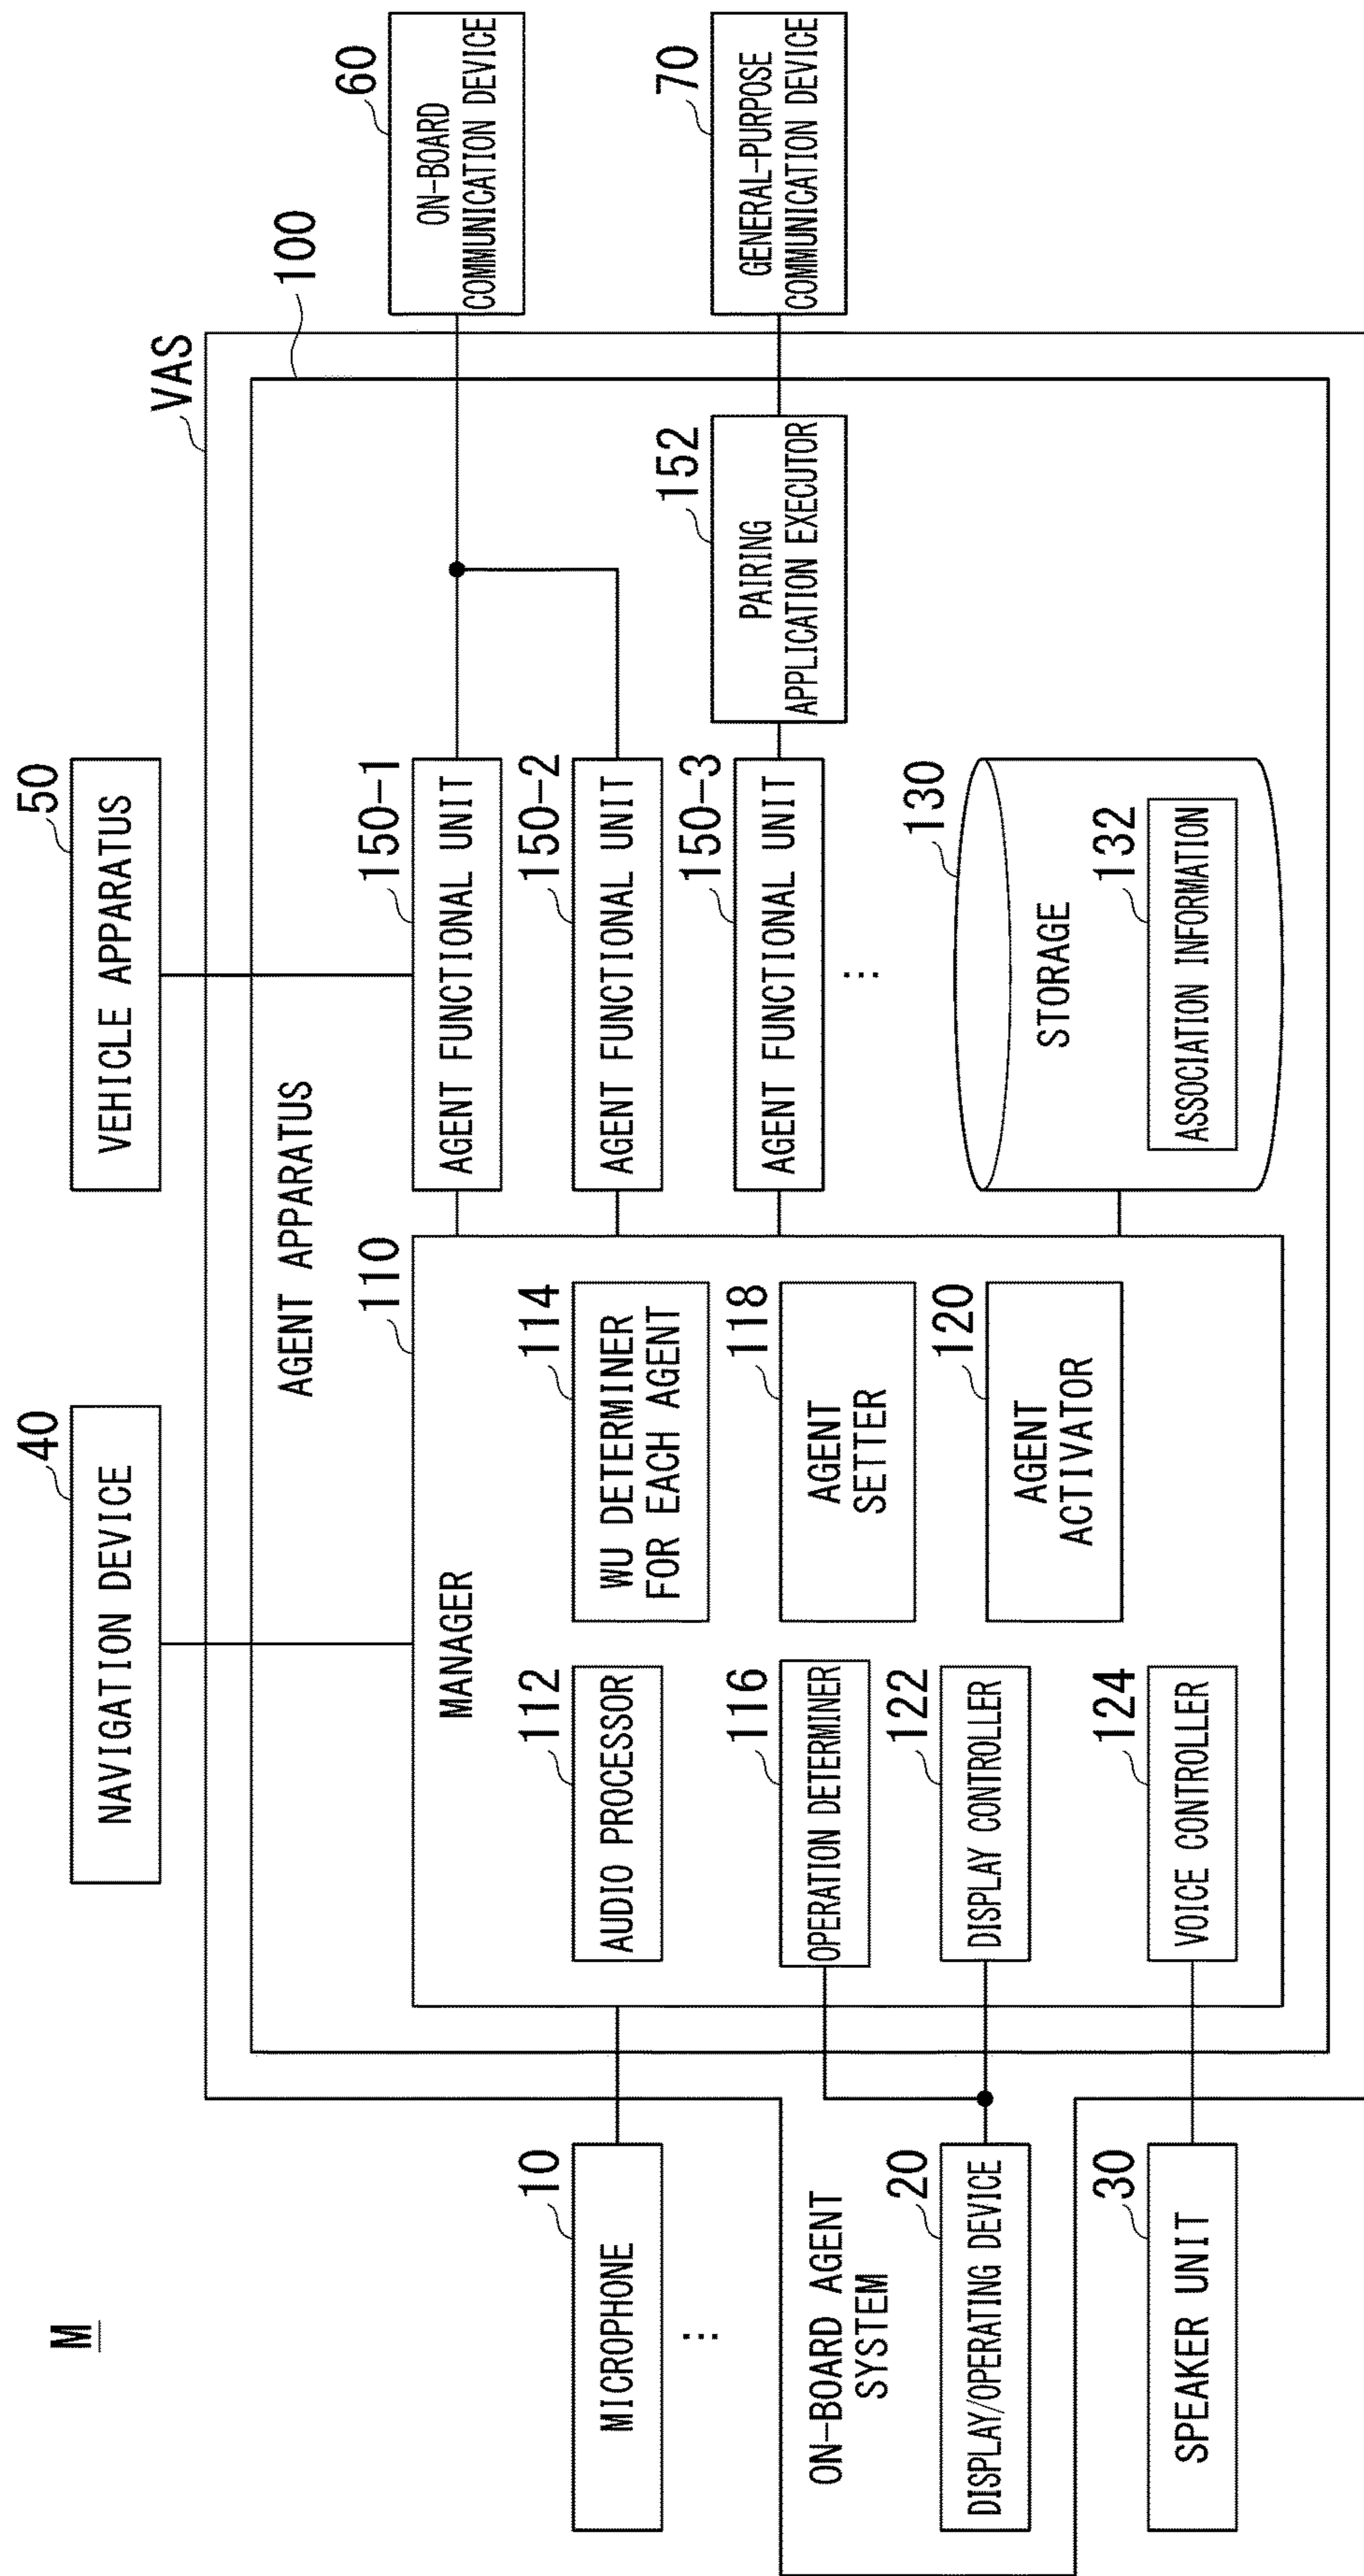 M
NAVIGATION DEVICE
40
VEHICLE APPARATUS
50
VAS
100
AGENT APPARATUS
110
MANAGER
150-1
AGENT FUNCTIONAL UNIT
60
ON-BOARD
COMMUNICATION DEVICE
10
MICROPHONE
⋮
112
AUDIO PROCESSOR
114
WU DETERMINER
FOR EACH AGENT
150-2
AGENT FUNCTIONAL UNIT
116
OPERATION DETERMINER
118
AGENT
SETTER
150-3
AGENT FUNCTIONAL UNIT
⋮
152
PAIRING
APPLICATION EXECUTOR
70
GENERAL-PURPOSE
COMMUNICATION DEVICE
ON-BOARD AGENT
SYSTEM
20
DISPLAY/OPERATING DEVICE
122
DISPLAY CONTROLLER
120
AGENT
ACTIVATOR
130
STORAGE
30
SPEAKER UNIT
124
VOICE CONTROLLER
132
ASSOCIATION INFORMATION